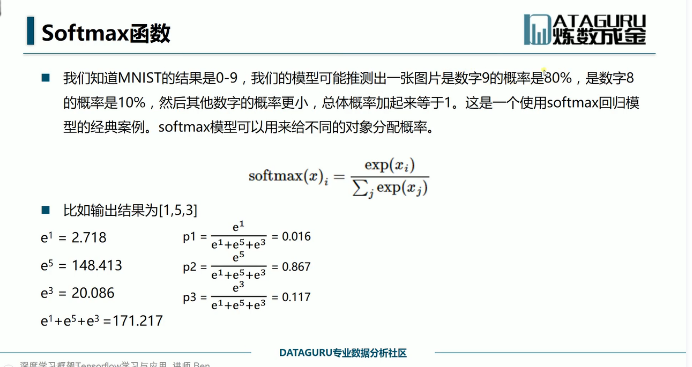 Softmax函数
DATAGURU
炼数成金
■ 我们知道MNIST的结果是0-9，我们的模型可能推测出一张图片是数字9的概率是80%，是数字8
的概率是10%，然后其他数字的概率更小，总体概率加起来等于1。这是一个使用softmax回归模
型的经典案例。softmax模型可以用来给不同的对象分配概率。
softmax(x)_i = exp(x_i) / ∑_j exp(x_j)
■ 比如输出结果为[1,5,3]
e^1 = 2.718
p1 = e^1 / (e^1+e^5+e^3) = 0.016
e^5 = 148.413
p2 = e^5 / (e^1+e^5+e^3) = 0.867
e^3 = 20.086
p3 = e^3 / (e^1+e^5+e^3) = 0.117
e^1+e^5+e^3 =171.217
DATAGURU专业数据分析社区
深度学习框架Tensorflow学习与应用 讲师 Ben